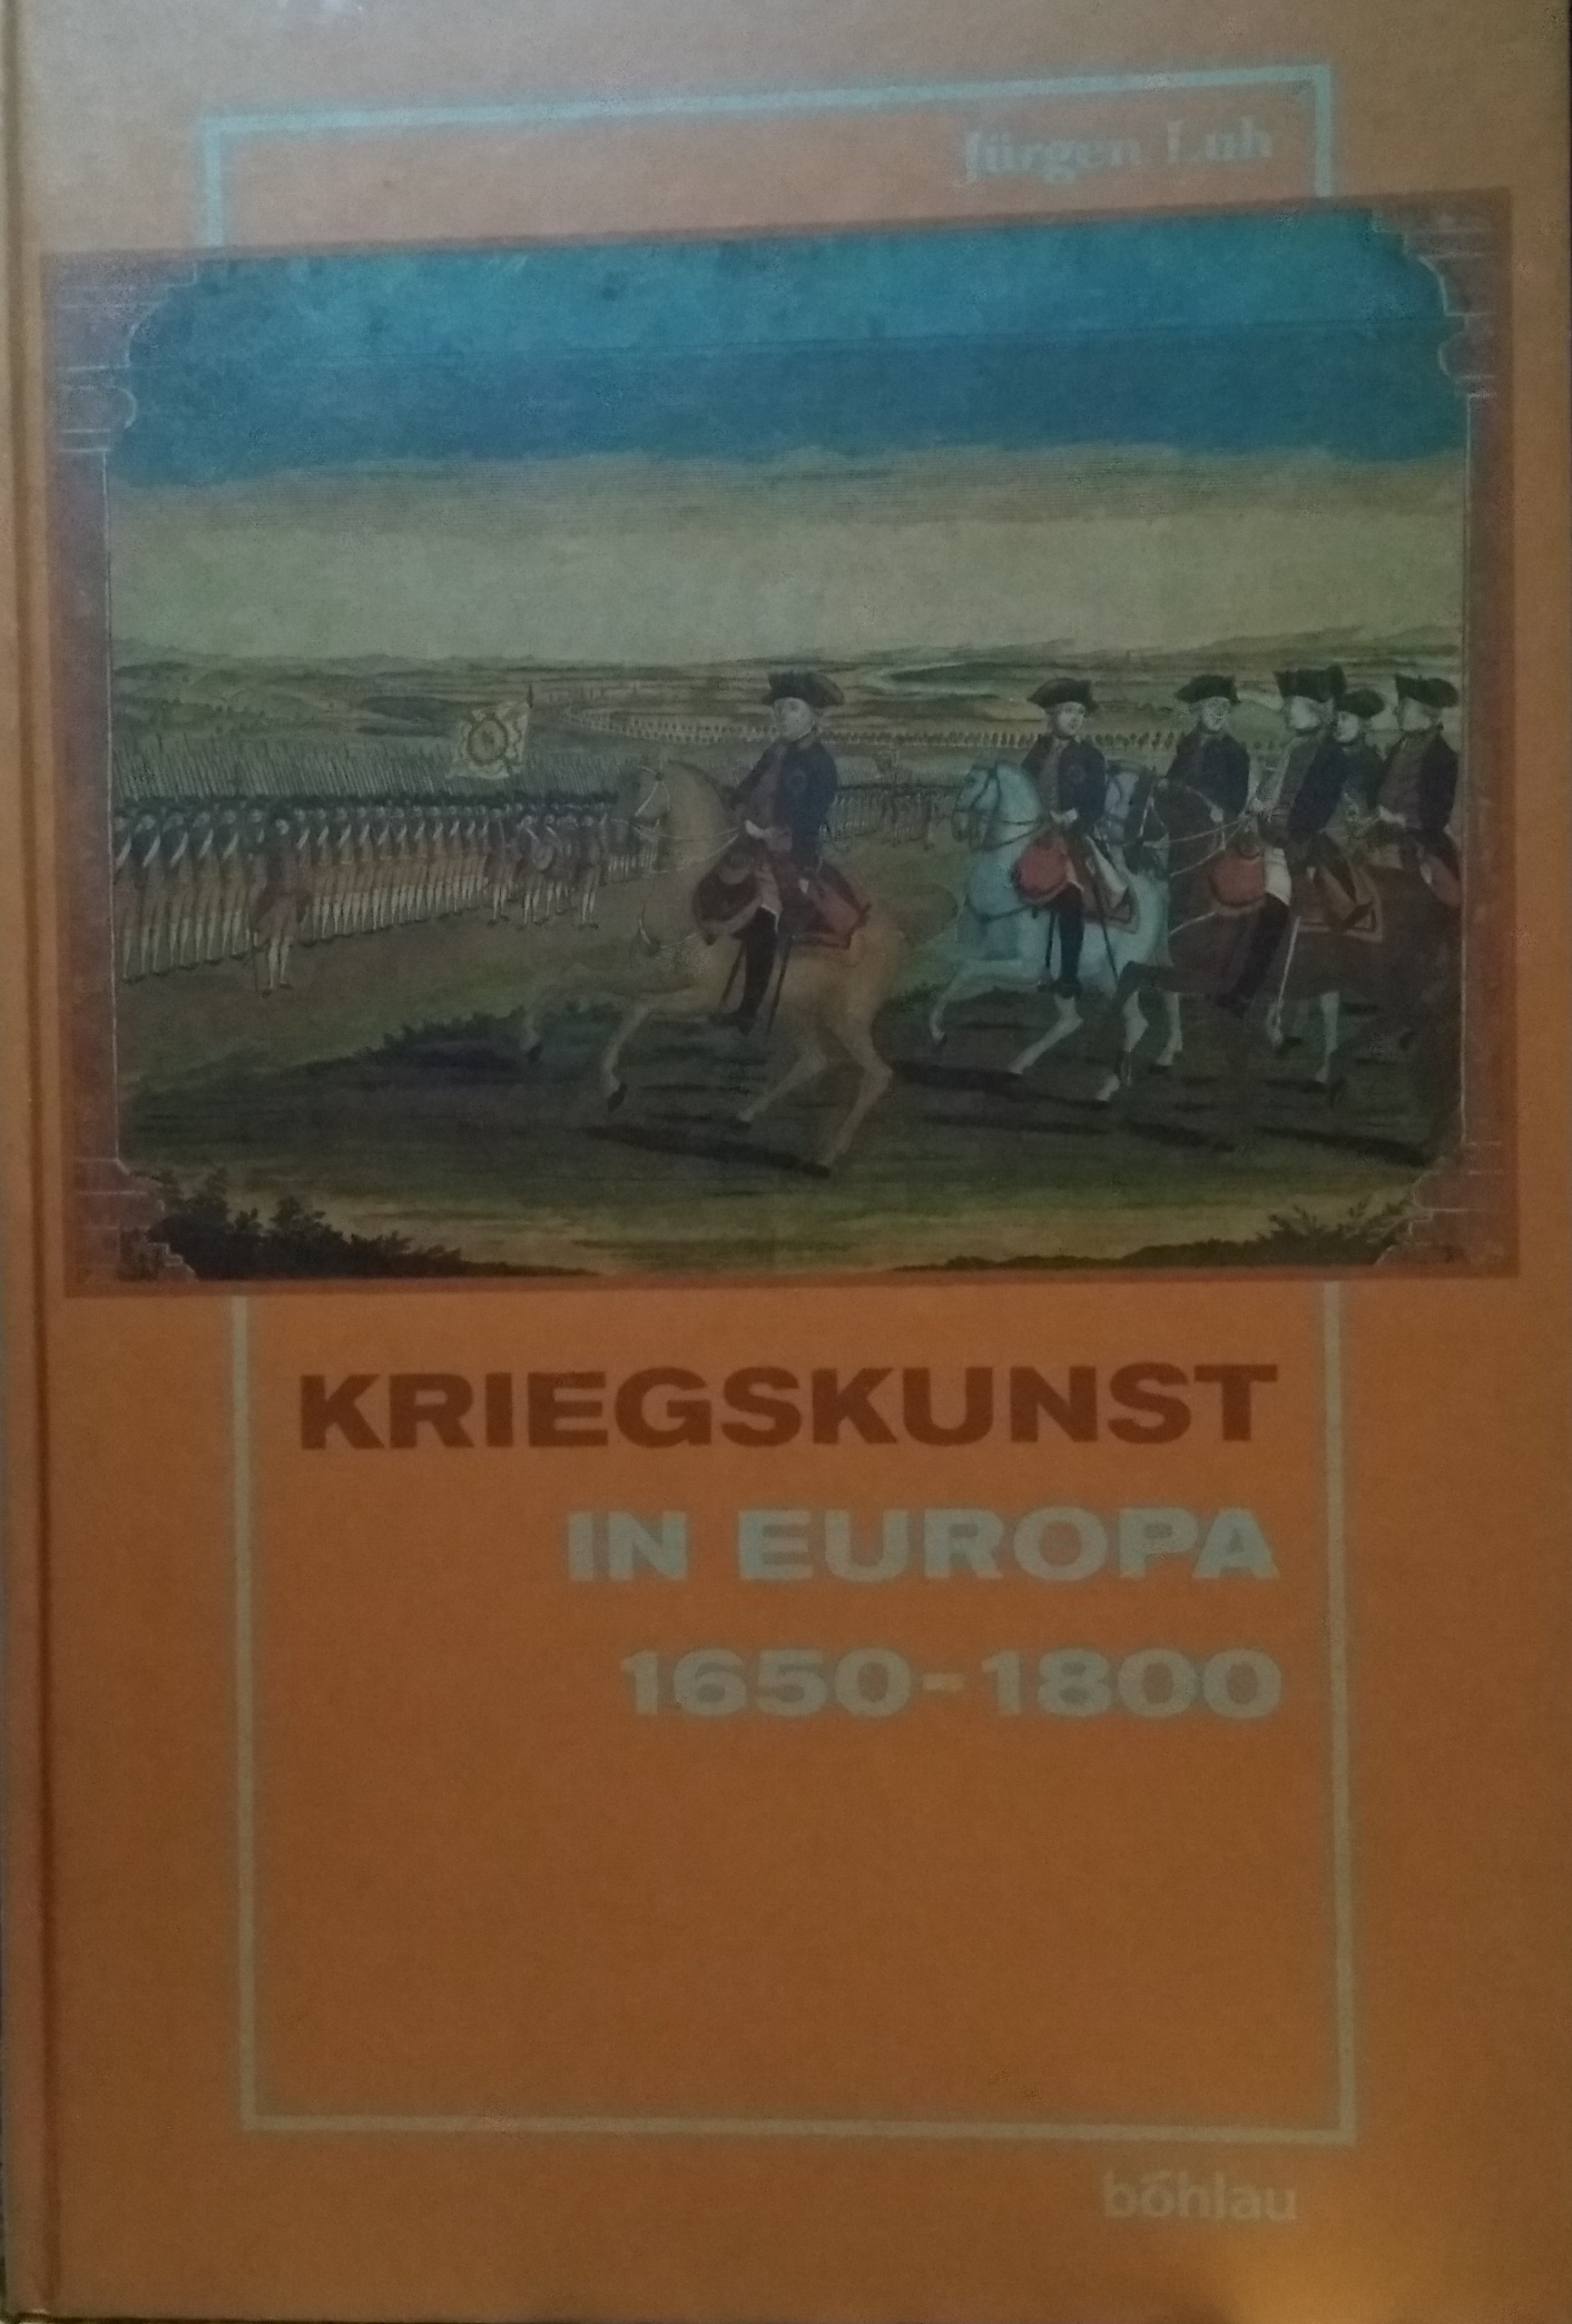 Jürgen Luh
KRIEGSKUNST
IN EUROPA
1650-1800
böhlau